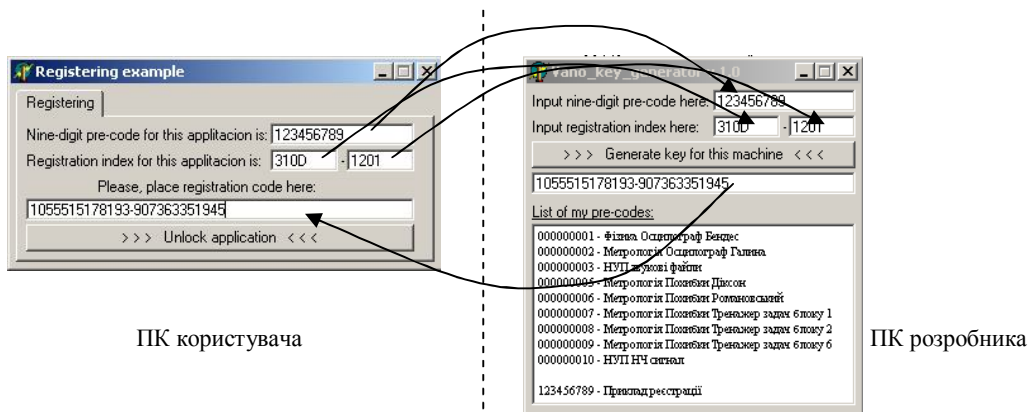 Registering example
Registering
Nine-digit pre-code for this applitacion is: 123456789
Registration index for this applitacion is: 310D - 1201
Please, place registration code here:
1055515178193-907363351945
>>> Unlock application <<<
ПК користувача
Vano_key_generator 1.0
Input nine-digit pre-code here: 123456789
Input registration index here: 310D - 1201
>>> Generate key for this machine <<<
1055515178193-907363351945
List of my pre-codes:
000000001 - Фізика Осцилограф Бендес
000000002 - Метрологія Осцилограф Галина
000000003 - НУП звукові файли
000000005 - Метрологія Похибки Діксон
000000006 - Метрологія Похибки Романовський
000000007 - Метрологія Похибки Тренажер задач блоку 1
000000008 - Метрологія Похибки Тренажер задач блоку 2
000000009 - Метрологія Похибки Тренажер задач блоку 6
000000010 - НУП НЧ сигнал
123456789 - Приклад реєстрації
ПК розробника